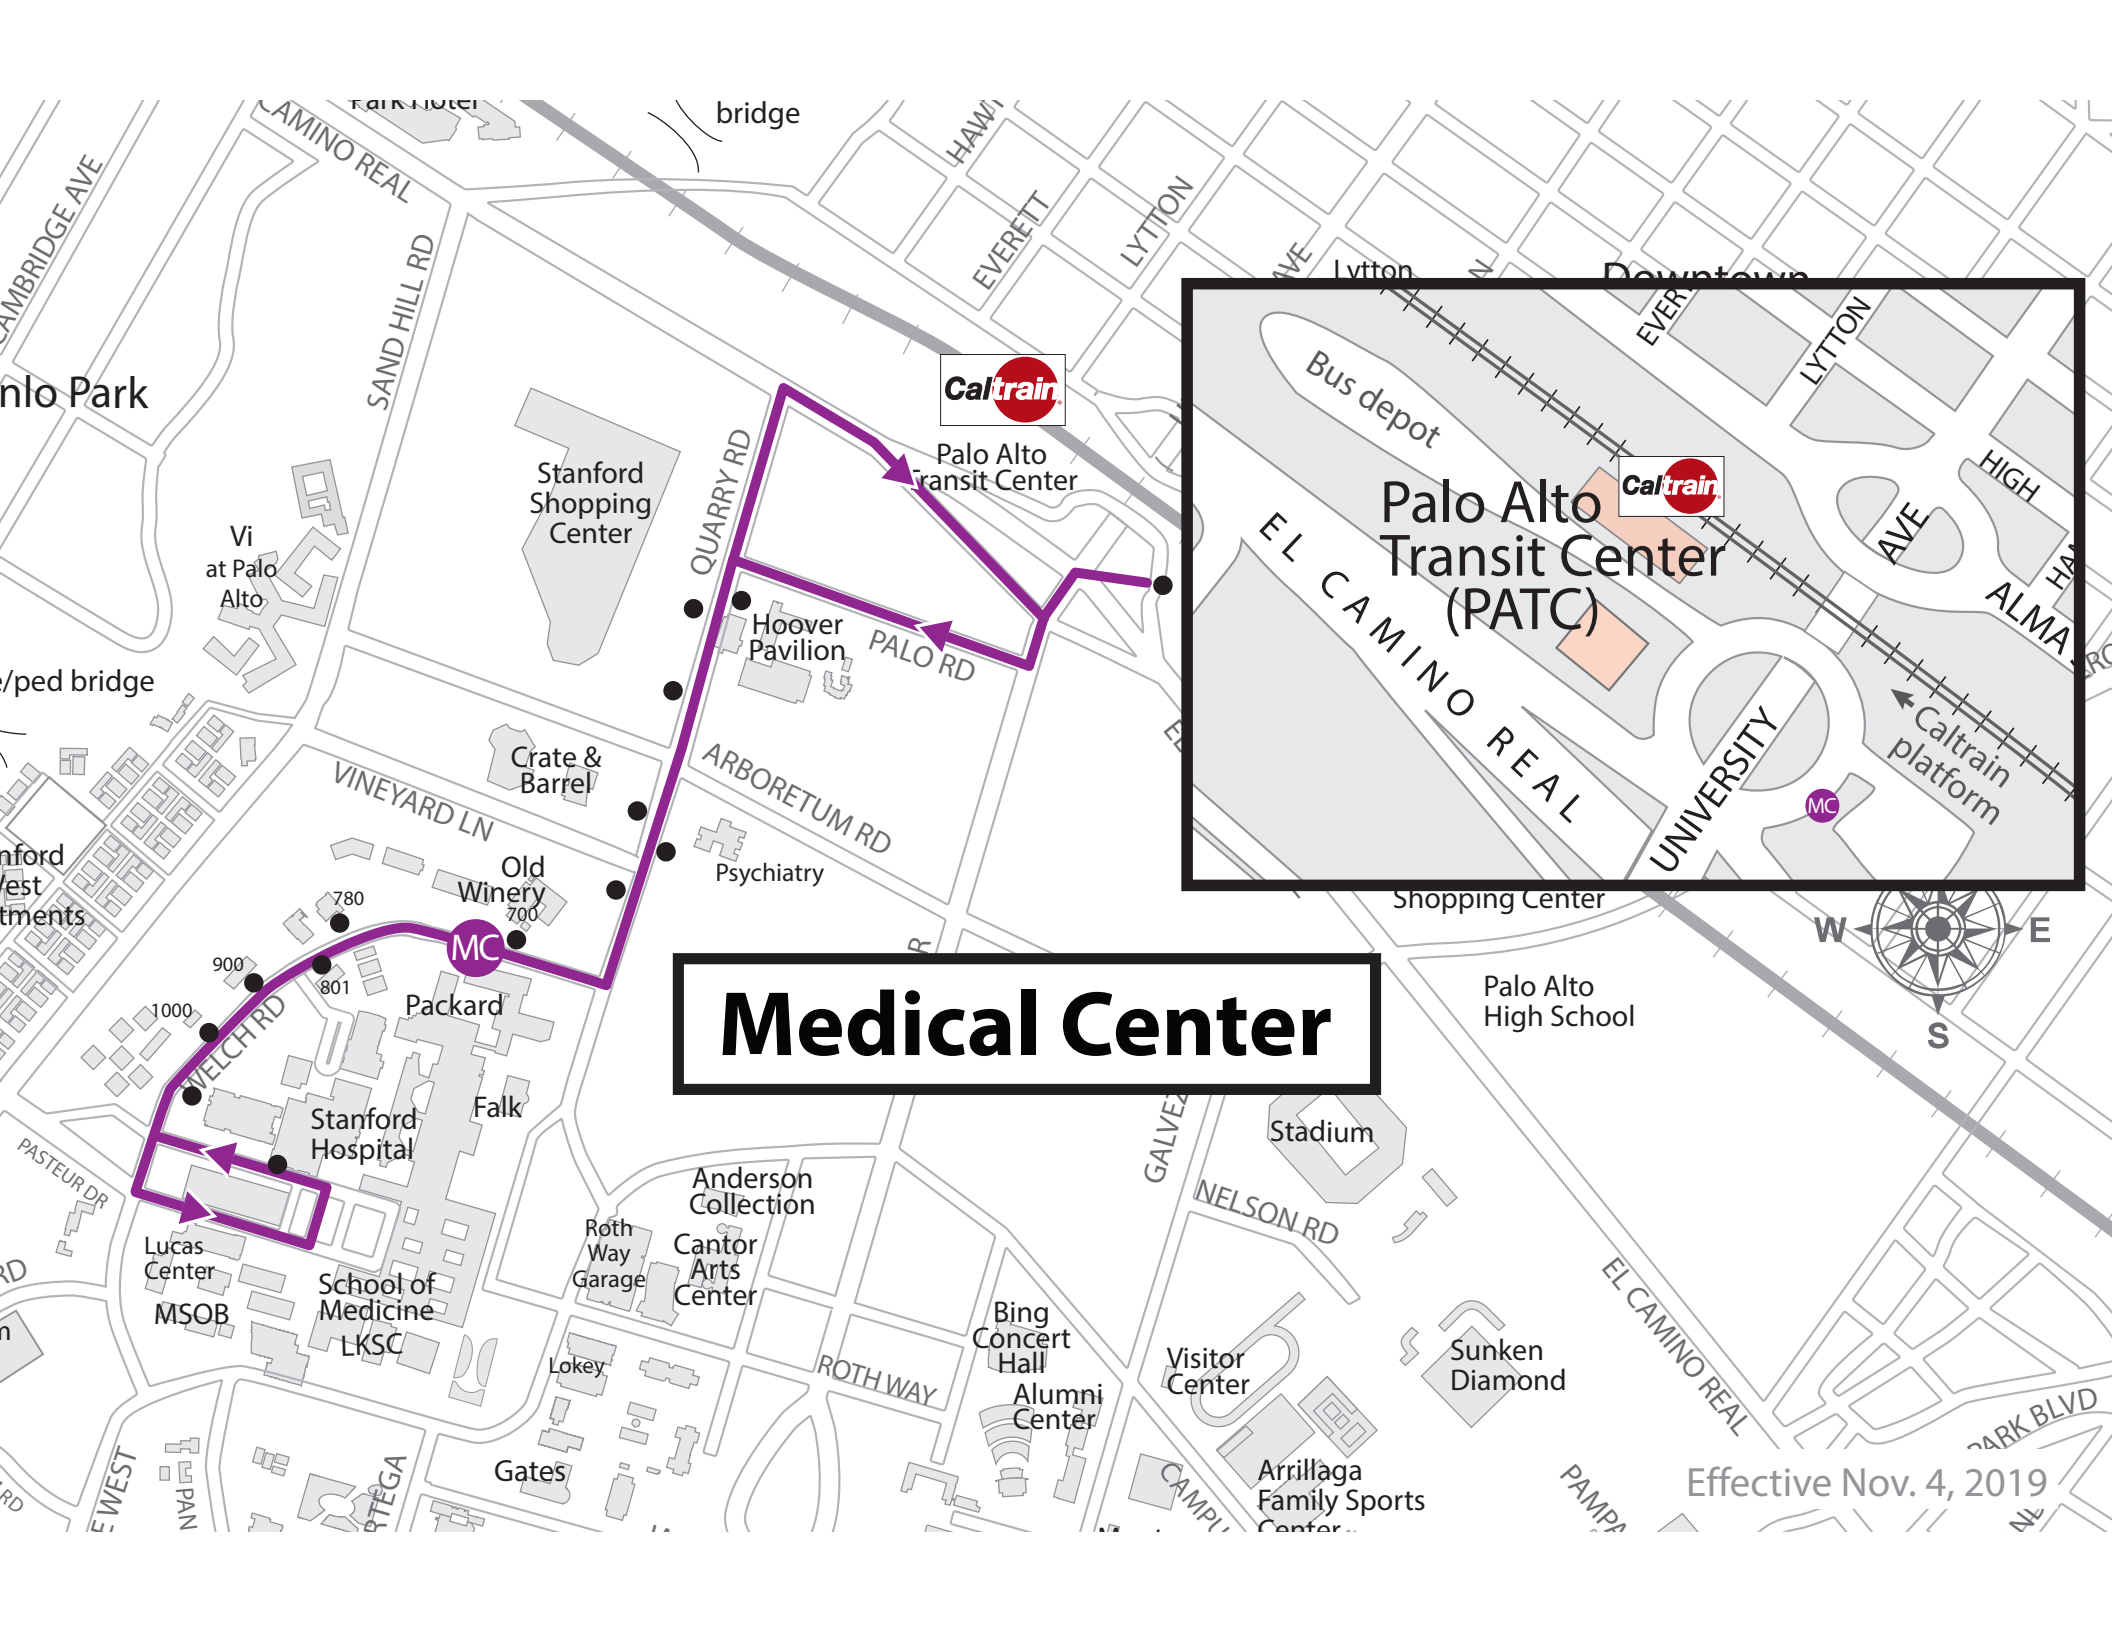 Park Hotel
bridge
CAMINO REAL
CAMBRIDGE AVE
SAND HILL RD
EVERETT
LYTTON
AVE
Lytton
Downtown
nlo Park
Caltrain
Palo Alto
Transit Center
Stanford
Shopping
Center
QUARRY RD
Vi
at Palo
Alto
Hoover
Pavilion
PALO RD
e/ped bridge
Crate &
Barrel
VINEYARD LN
ARBORETUM RD
Psychiatry
Old
Winery
700
780
MC
900
801
1000
Packard
WELCH RD
Falk
Stanford
Hospital
PASTEUR DR
Lucas
Center
MSOB
School of
Medicine
LKSC
Bus depot
Palo Alto
Transit Center
(PATC)
Caltrain
EL CAMINO REAL
UNIVERSITY
AVE
LYTTON
HIGH
ALMA
Caltrain
platform
MC
Shopping Center
W
E
S
Medical Center
Palo Alto
High School
GALVEZ
Stadium
NELSON RD
Anderson
Collection
Roth
Way
Garage
Cantor
Arts
Center
Lokey
Gates
ROTH WAY
Bing
Concert
Hall
Alumni
Center
Visitor
Center
Sunken
Diamond
Arrillaga
Family Sports
Center
EL CAMINO REAL
PARK BLVD
Effective Nov. 4, 2019